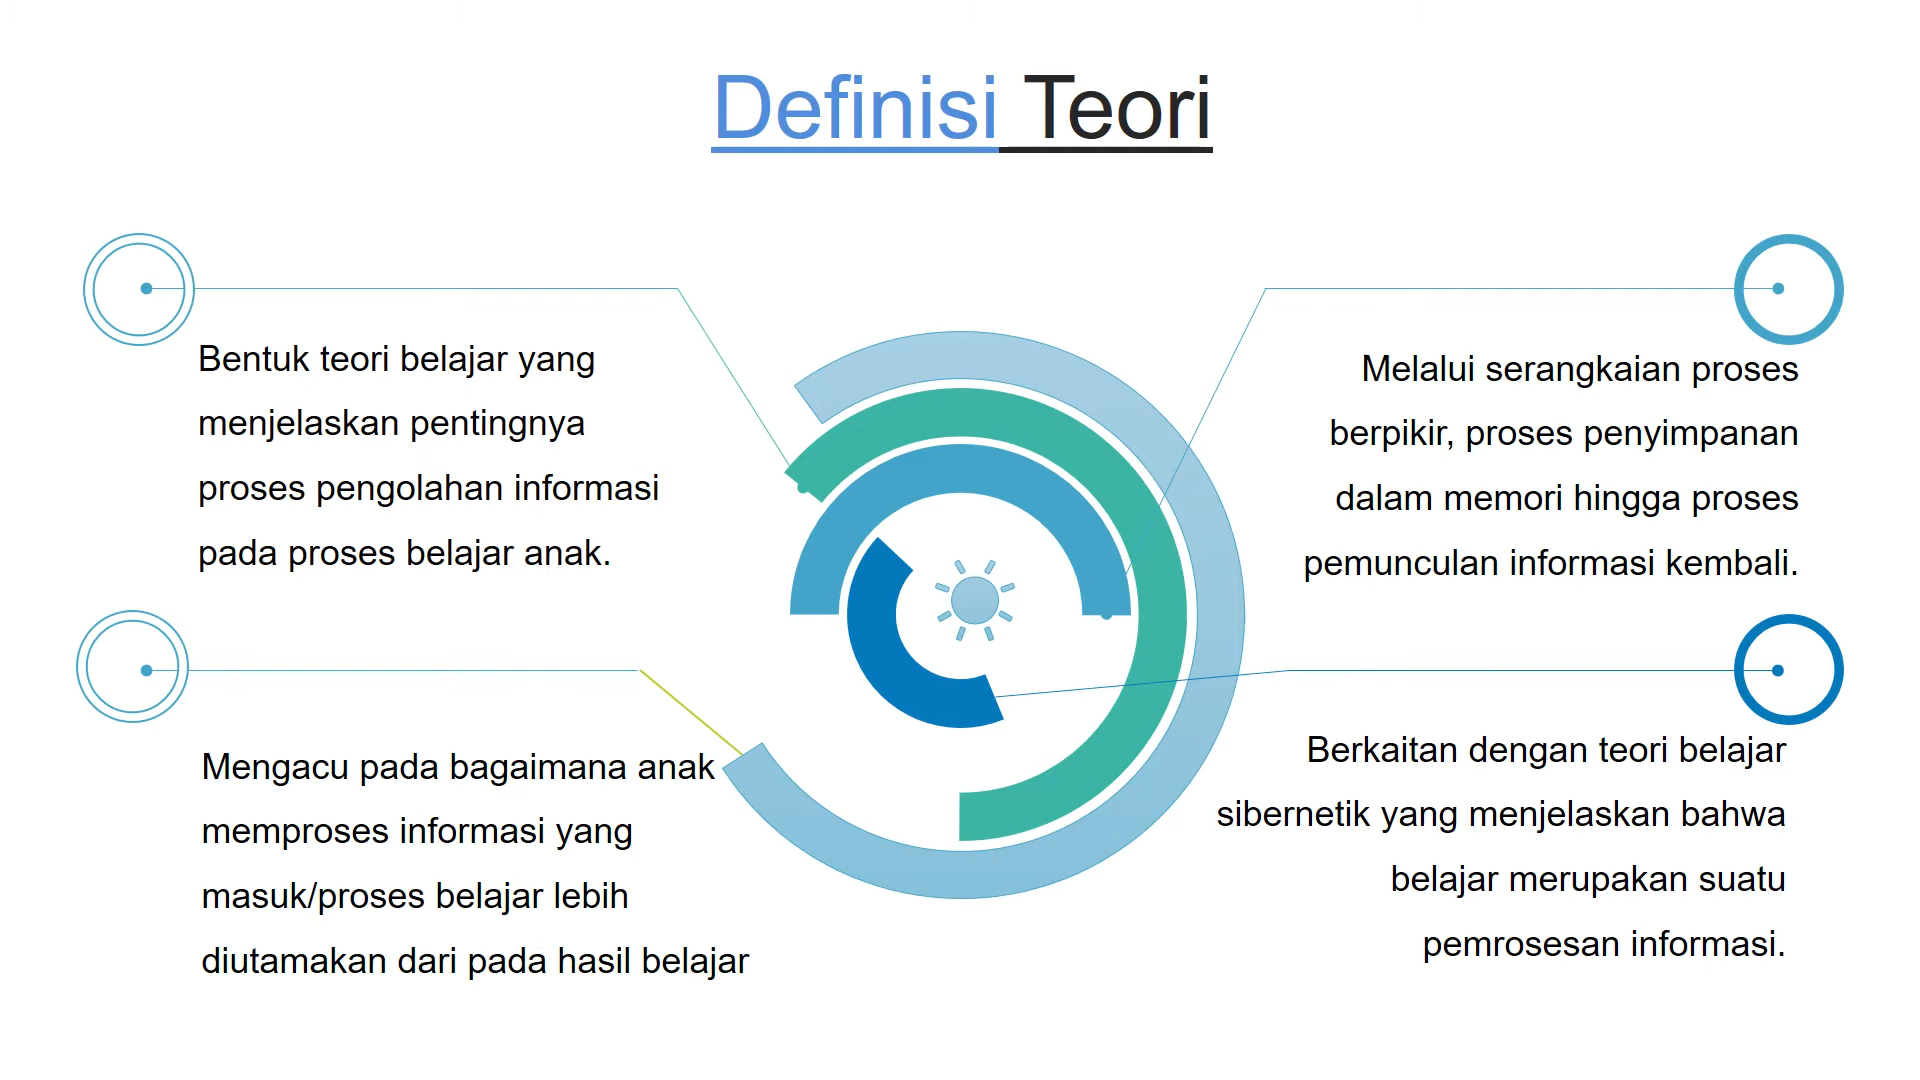 Definisi Teori
Bentuk teori belajar yang
menjelaskan pentingnya
proses pengolahan informasi
pada proses belajar anak.
Melalui serangkaian proses
berpikir, proses penyimpanan
dalam memori hingga proses
pemunculan informasi kembali.
Mengacu pada bagaimana anak
memproses informasi yang
masuk/proses belajar lebih
diutamakan dari pada hasil belajar
Berkaitan dengan teori belajar
sibernetik yang menjelaskan bahwa
belajar merupakan suatu
pemrosesan informasi.